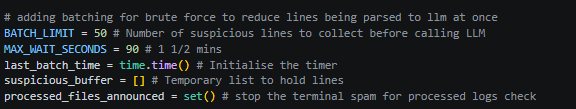 # adding batching for brute force to reduce lines being parsed to llm at once
BATCH_LIMIT = 50 # Number of suspicious lines to collect before calling LLM
MAX_WAIT_SECONDS = 90 # 1 1/2 mins
last_batch_time = time.time() # Initialise the timer
suspicious_buffer = [] # Temporary list to hold lines
processed_files_announced = set() # stop the terminal spam for processed logs check